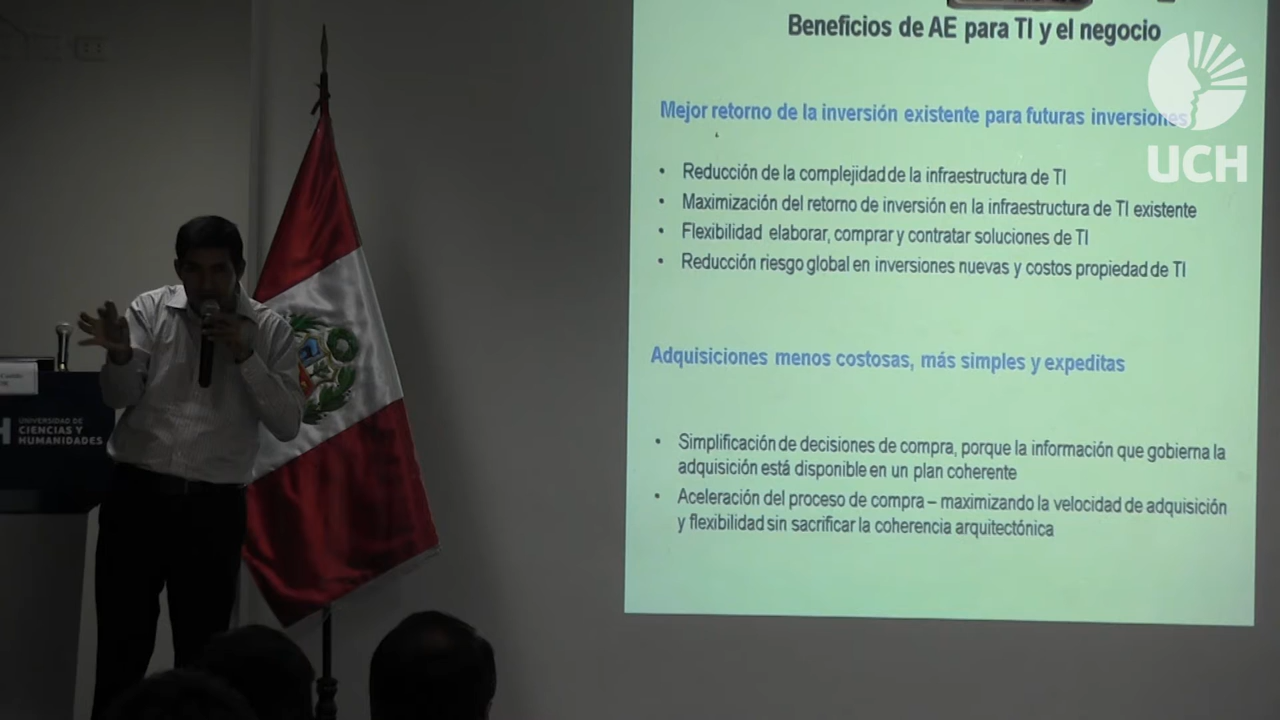 Beneficios de AE para TI y el negocio
UCH
Mejor retorno de la inversión existente para futuras inversiones
• Reducción de la complejidad de la infraestructura de TI
• Maximización del retorno de inversión en la infraestructura de TI existente
• Flexibilidad elaborar, comprar y contratar soluciones de TI
• Reducción riesgo global en inversiones nuevas y costos propiedad de TI
Adquisiciones menos costosas, más simples y expeditas
• Simplificación de decisiones de compra, porque la información que gobierna la
adquisición está disponible en un plan coherente
• Aceleración del proceso de compra – maximizando la velocidad de adquisición
y flexibilidad sin sacrificar la coherencia arquitectónica
H
UNIVERSIDAD DE
CIENCIAS Y
HUMANIDADES